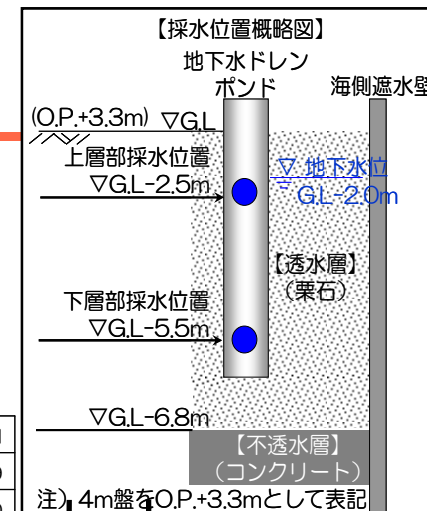 【採水位置概略図】
地下水ドレン
ポンド
海側遮水壁
(O.P.+3.3m) ▽G.L
上層部採水位置
▽G.L-2.5m
▽ 地下水位
G.L-2.0m
【透水層】
(栗石)
下層部採水位置
▽G.L-5.5m
▽G.L-6.8m
【不透水層】
(コンクリート)
注) 4m盤をO.P.+3.3mとして表記